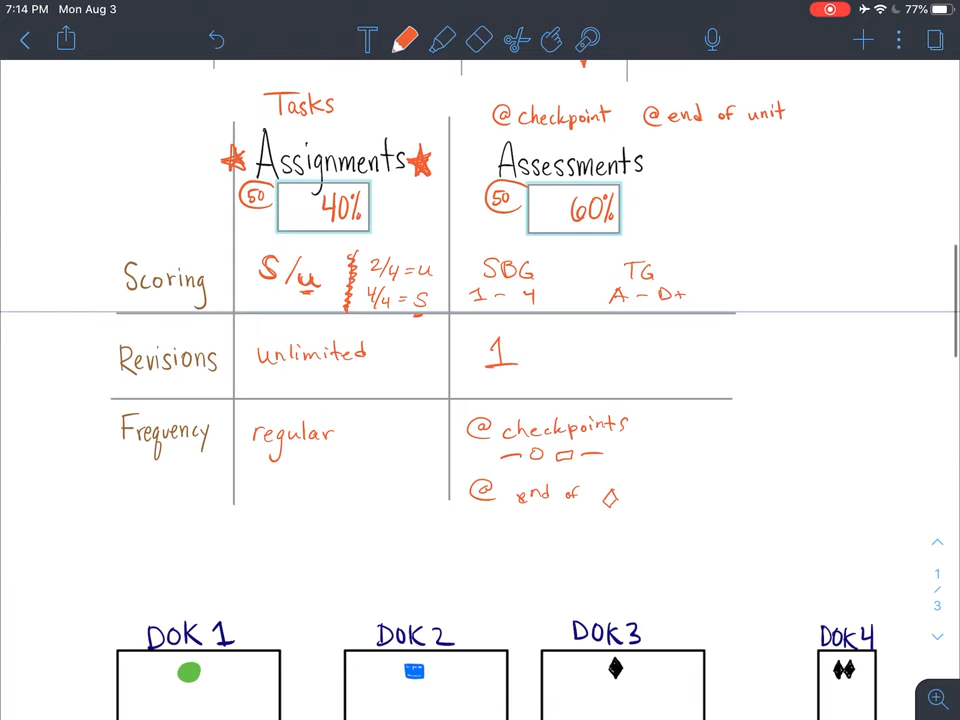 7:14 PM Mon Aug 3
77%
T
Tasks
@ checkpoint @ end of unit
Assignments Assessments
50 40% 50 60%
Scoring S/u 2/4 = u SBG TG
4/4 = S 1 - 4 A - D+
Revisions unlimited 1
Frequency regular @ checkpoints
@ end of
1
/
3
DOK 1 DOK 2 DOK 3 DOK 4